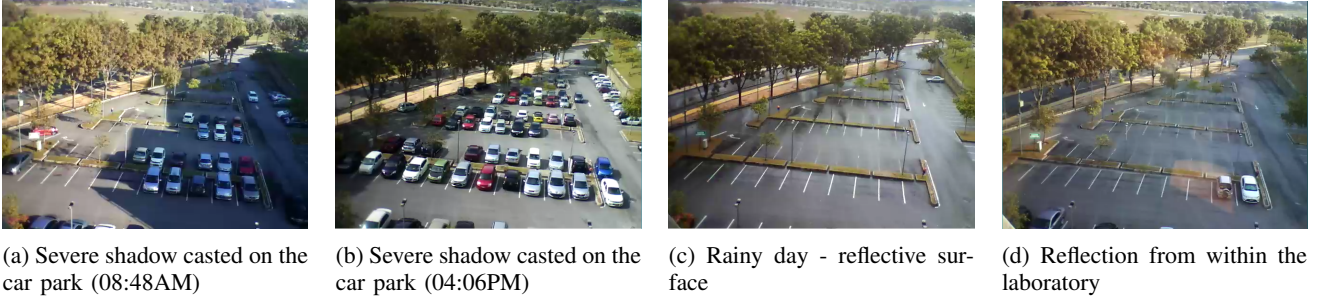 (a) Severe shadow casted on the
car park (08:48AM)
(b) Severe shadow casted on the
car park (04:06PM)
(c) Rainy day - reflective sur-
face
(d) Reflection from within the
laboratory